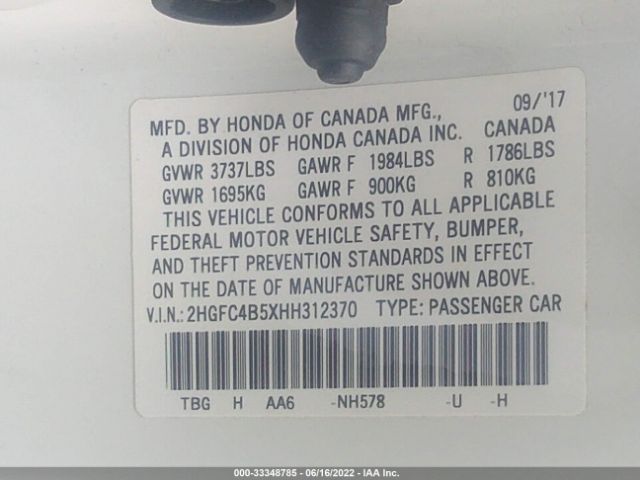 09/'17
MFD. BY HONDA OF CANADA MFG.,
A DIVISION OF HONDA CANADA INC. CANADA
GVWR 3737LBS GAWR F 1984LBS R 1786LBS
GVWR 1695KG GAWR F 900KG R 810KG
THIS VEHICLE CONFORMS TO ALL APPLICABLE
FEDERAL MOTOR VEHICLE SAFETY, BUMPER,
AND THEFT PREVENTION STANDARDS IN EFFECT
ON THE DATE OF MANUFACTURE SHOWN ABOVE.
V.I.N.: 2HGFC4B5XHH312370 TYPE: PASSENGER CAR
TBG H AA6 -NH578 -U -H
000-33348785 - 06/16/2022 - IAA Inc.